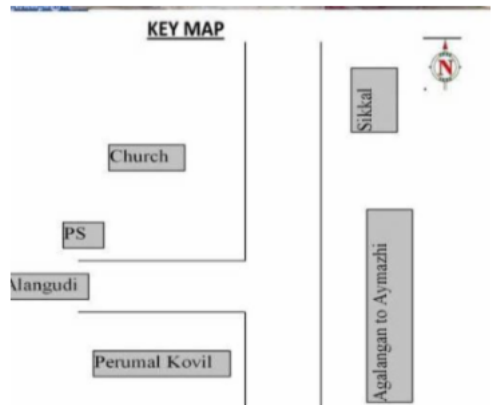 KEY MAP
N
Sikkal
Church
PS
Alangudi
Perumal Kovil
Agalangan to Aymazhi